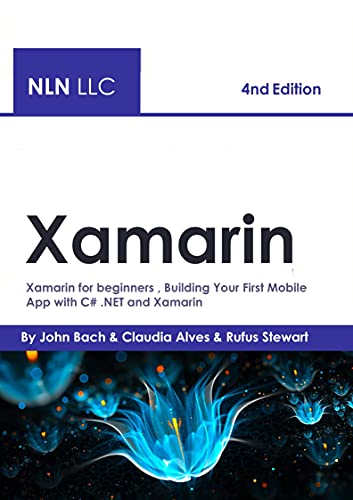 NLN LLC
4nd Edition
Xamarin
Xamarin for beginners , Building Your First Mobile
App with C# .NET and Xamarin
By John Bach & Claudia Alves & Rufus Stewart